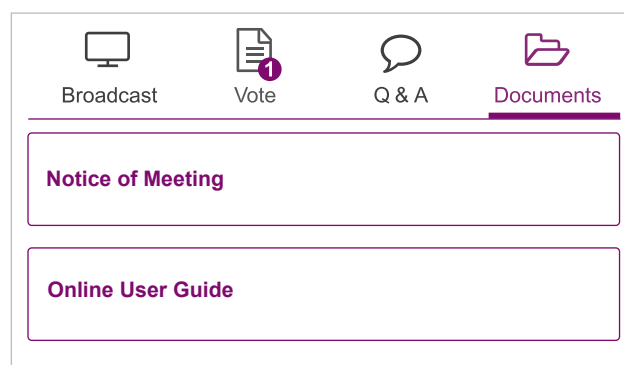 1
Broadcast Vote Q & A Documents
Notice of Meeting
Online User Guide